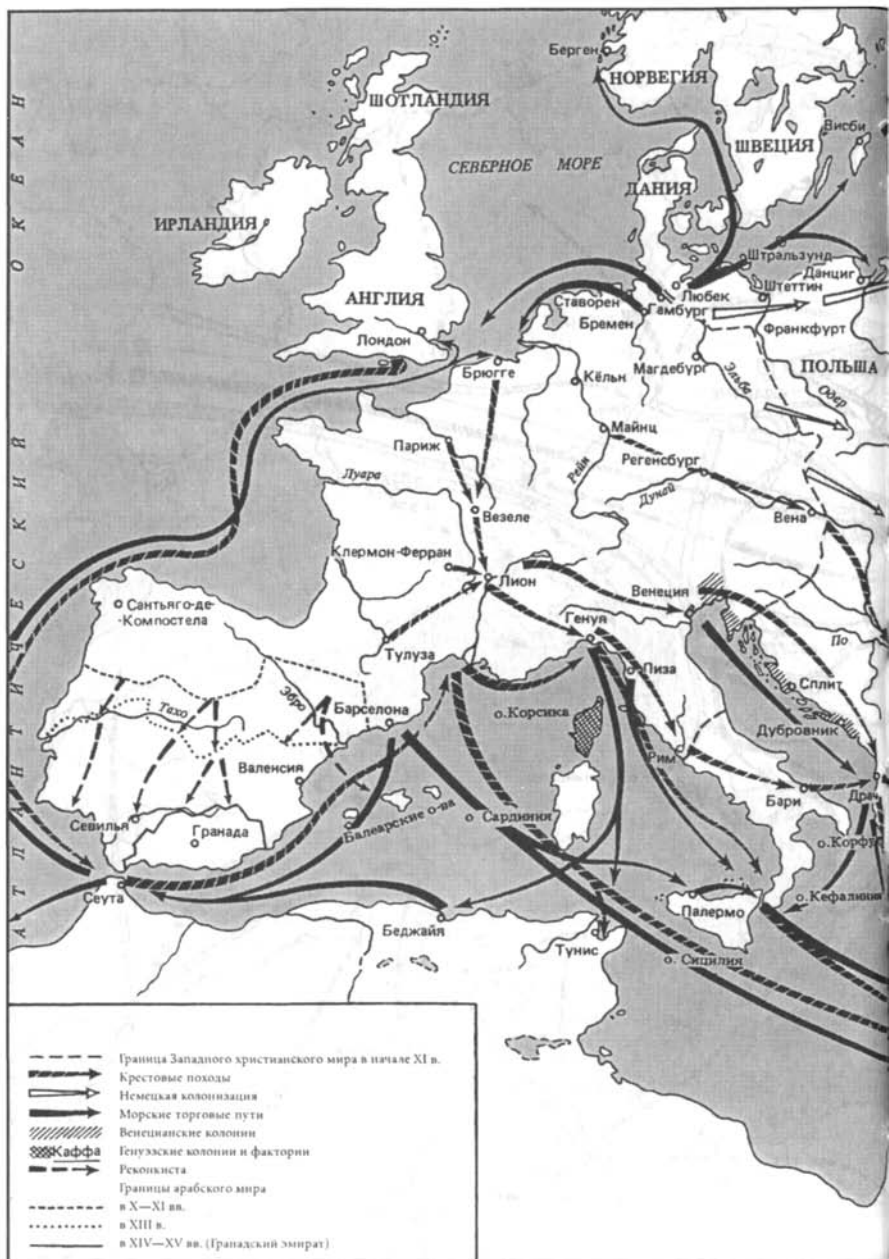 Берген
НОРВЕГИЯ
ШОТЛАНДИЯ
Висби
ШВЕЦИЯ
СЕВЕРНОЕ МОРЕ
ДАНИЯ
ИРЛАНДИЯ
Штральзунд
Данциг
Любек
Штеттин
Ставорен
Гамбург
АНГЛИЯ
Бремен
Франкфурт
Лондон
Брюгге
Магдебург
ПОЛЬША
Кёльн
Эльба
Одер
Майнц
Париж
Регенсбург
Рейн
Луара
Дунай
Везеле
Вена
Клермон-Ферран
Лион
Венеция
Сантьяго-де-
Компостела
Генуя
По
Тулуза
Пиза
Эбро
Сплит
Тахо
Барселона
о.Корсика
Дубровник
Рим
Валенсия
Бари
Драч
Севилья
Балеарские о-ва
о. Сардиния
Гранада
о.Корфу
Сеута
Палермо
о.Кефалиния
Беджайя
Тунис
о. Сицилия
АТЛАНТИЧЕСКИЙ ОКЕАН
Граница Западного христианского мира в начале XI в.
Крестовые походы
Немецкая колонизация
Морские торговые пути
Венецианские колонии
Каффа Генуэзские колонии и фактории
Реконкиста
Границы арабского мира
в X—XI вв.
в XIII в.
в XIV—XV вв. (Гранадский эмират)